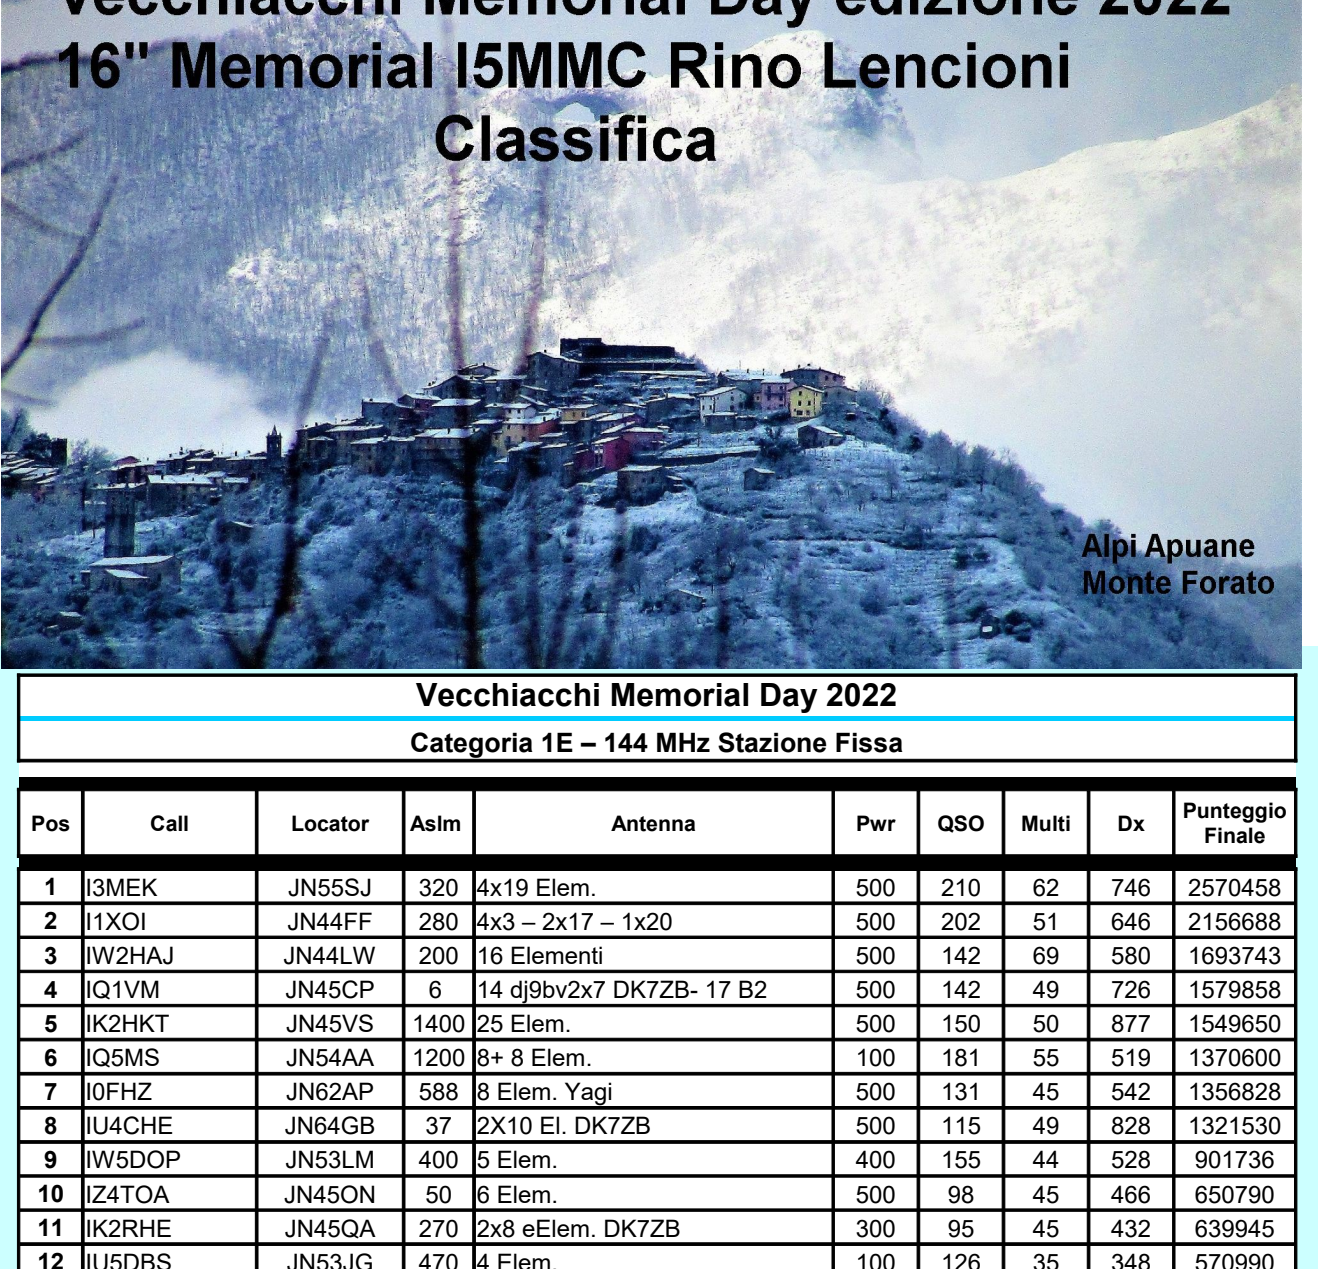 Vecchiacchi Memorial Day edizione 2022
16" Memorial I5MMC Rino Lencioni
Classifica
Alpi Apuane
Monte Forato
Vecchiacchi Memorial Day 2022
Categoria 1E – 144 MHz Stazione Fissa
Pos Call Locator Aslm Antenna Pwr QSO Multi Dx Punteggio Finale
1 I3MEK JN55SJ 320 4x19 Elem. 500 210 62 746 2570458
2 I1XOI JN44FF 280 4x3 – 2x17 – 1x20 500 202 51 646 2156688
3 IW2HAJ JN44LW 200 16 Elementi 500 142 69 580 1693743
4 IQ1VM JN45CP 6 14 dj9bv2x7 DK7ZB- 17 B2 500 142 49 726 1579858
5 IK2HKT JN45VS 1400 25 Elem. 500 150 50 877 1549650
6 IQ5MS JN54AA 1200 8+ 8 Elem. 100 181 55 519 1370600
7 I0FHZ JN62AP 588 8 Elem. Yagi 500 131 45 542 1356828
8 IU4CHE JN64GB 37 2X10 El. DK7ZB 500 115 49 828 1321530
9 IW5DOP JN53LM 400 5 Elem. 400 155 44 528 901736
10 IZ4TOA JN45ON 50 6 Elem. 500 98 45 466 650790
11 IK2RHE JN45QA 270 2x8 eElem. DK7ZB 300 95 45 432 639945
12 IU5DBS JN53JG 470 4 Elem. 100 126 35 348 570990